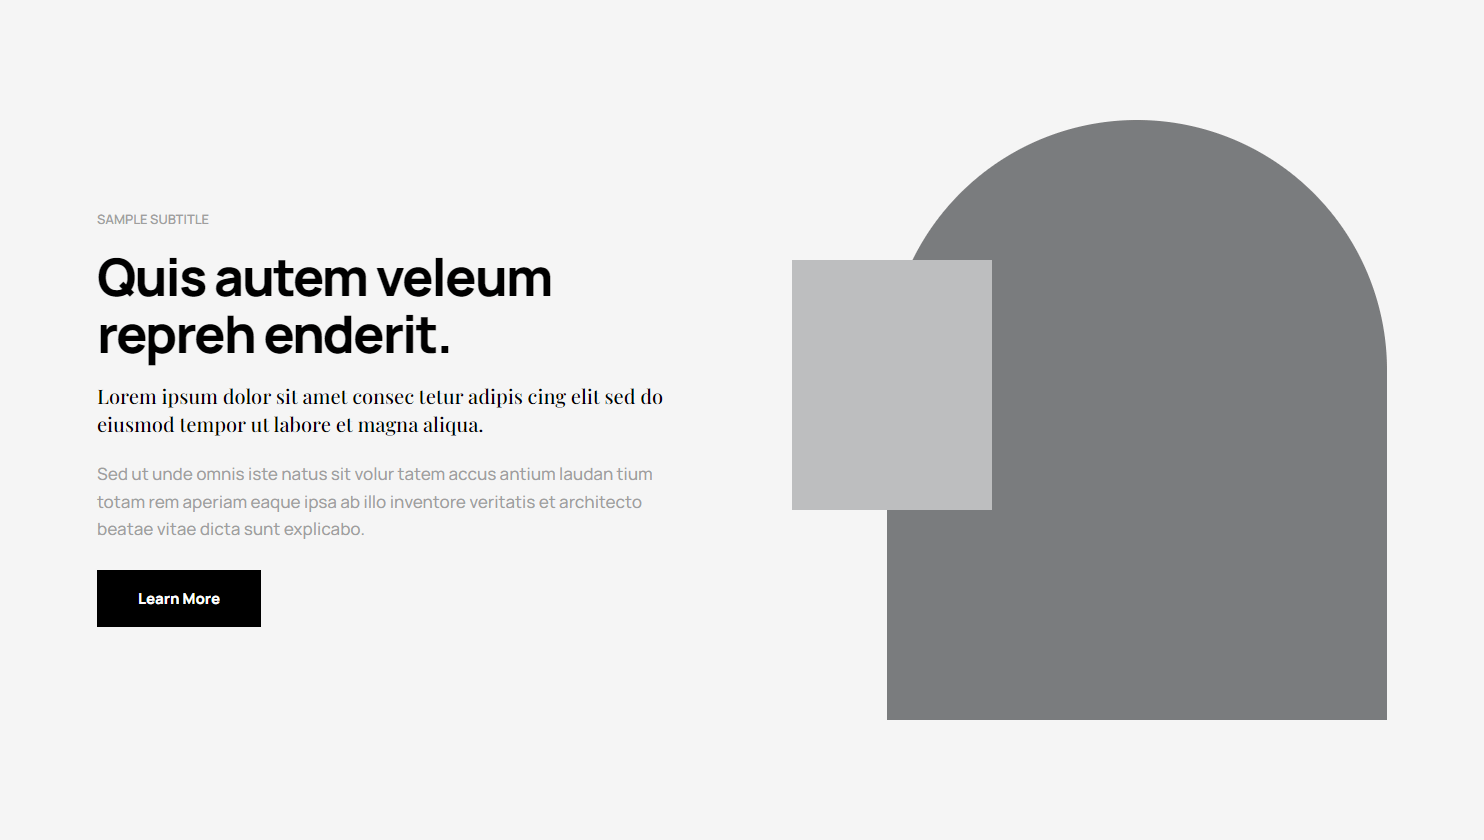 SAMPLE SUBTITLE
Quis autem veleum
repreh enderit.
Lorem ipsum dolor sit amet consec tetur adipis cing elit sed do
eiusmod tempor ut labore et magna aliqua.
Sed ut unde omnis iste natus sit volur tatem accus antium laudan tium
totam rem aperiam eaque ipsa ab illo inventore veritatis et architecto
beatae vitae dicta sunt explicabo.
Learn More